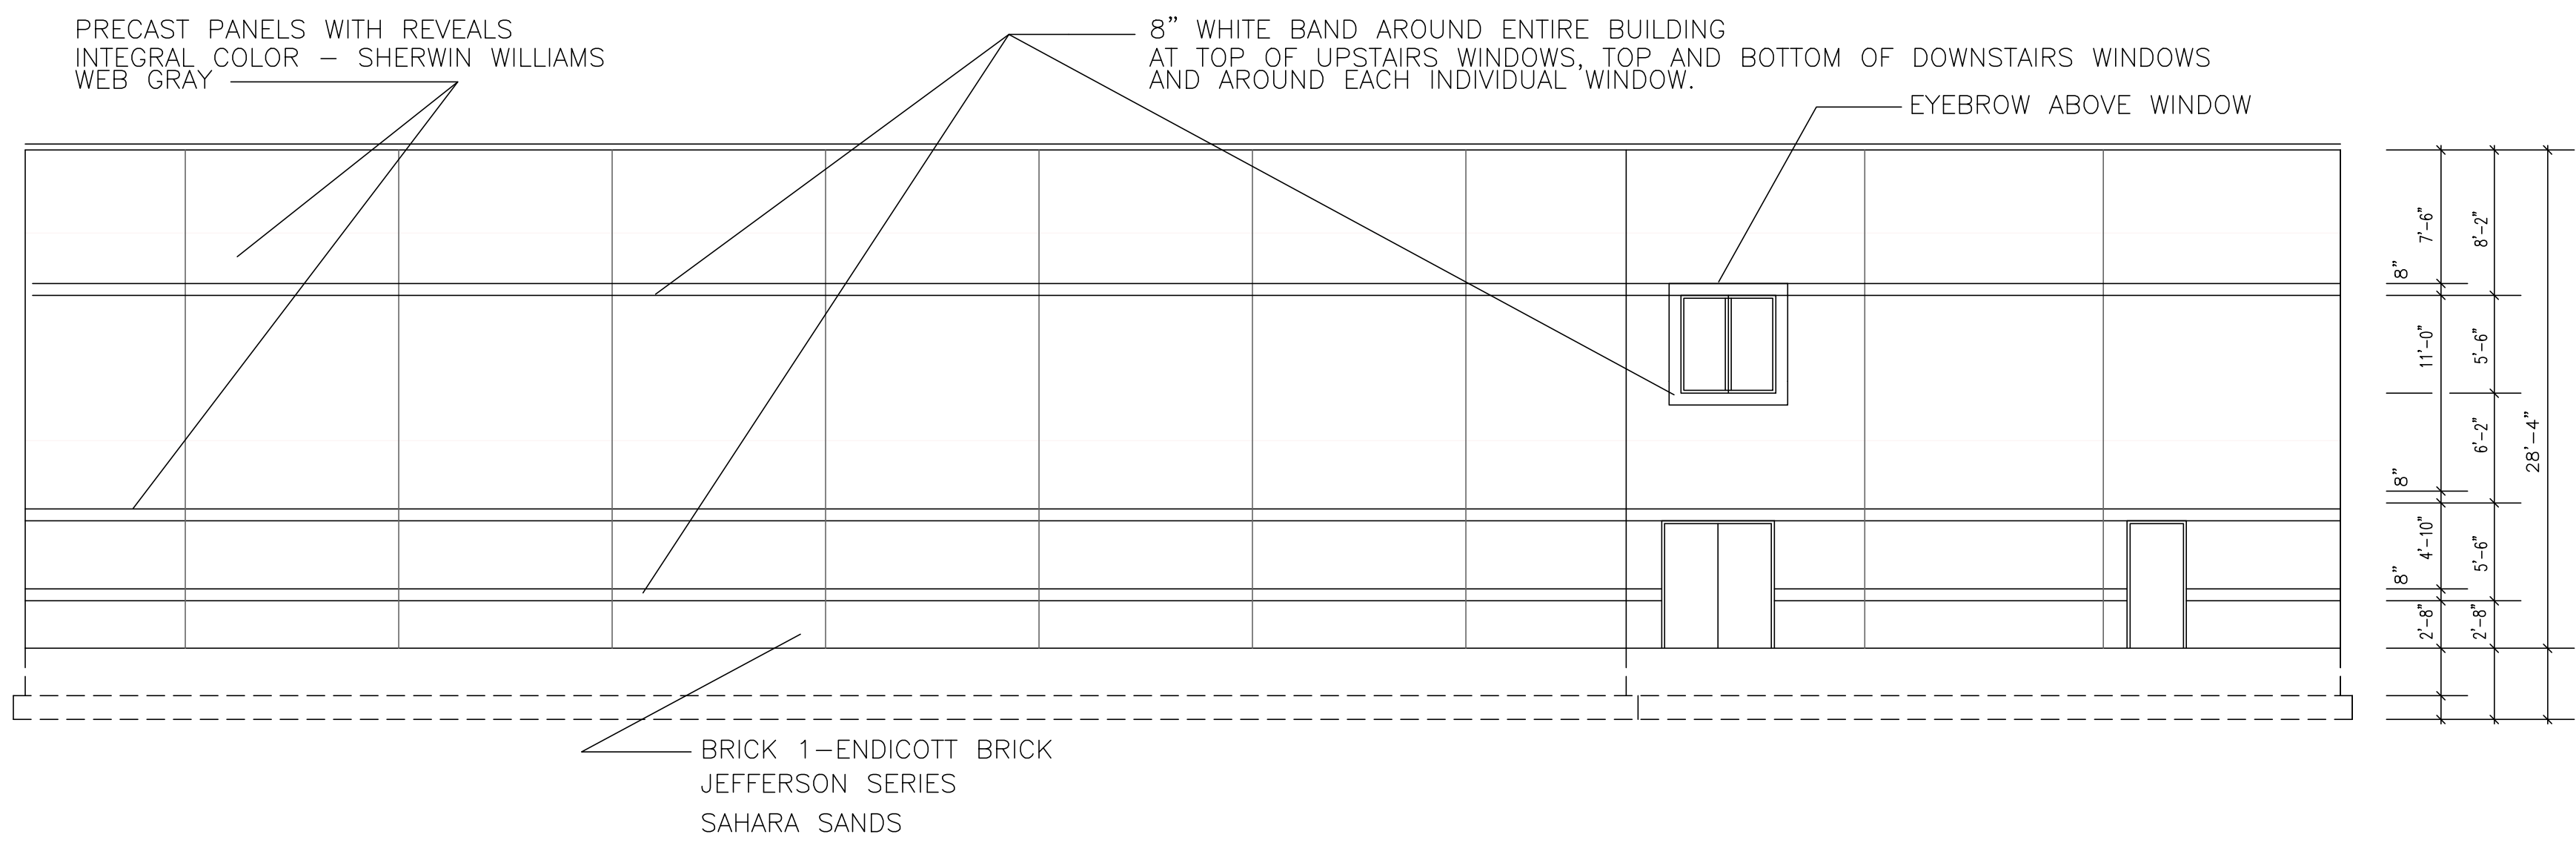 PRECAST PANELS WITH REVEALS
INTEGRAL COLOR – SHERWIN WILLIAMS
WEB GRAY
8" WHITE BAND AROUND ENTIRE BUILDING
AT TOP OF UPSTAIRS WINDOWS, TOP AND BOTTOM OF DOWNSTAIRS WINDOWS
AND AROUND EACH INDIVIDUAL WINDOW.
EYEBROW ABOVE WINDOW
7'-6"
8'-2"
8"
11'-0"
5'-6"
6'-2"
28'-4"
8"
4'-10"
5'-6"
8"
2'-8"
2'-8"
BRICK 1-ENDICOTT BRICK
JEFFERSON SERIES
SAHARA SANDS